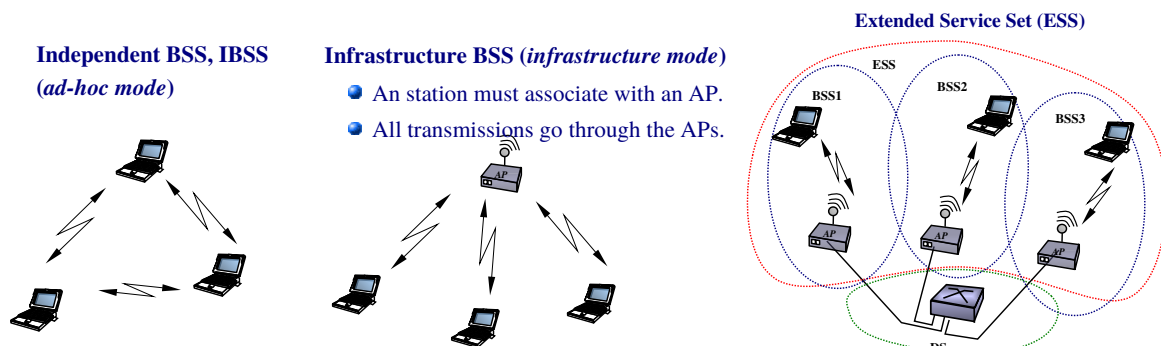 Independent BSS, IBSS
(ad-hoc mode)
Infrastructure BSS (infrastructure mode)
An station must associate with an AP.
All transmissions go through the APs.
AP
Extended Service Set (ESS)
ESS
BSS1
BSS2
BSS3
AP
AP
AP
DS